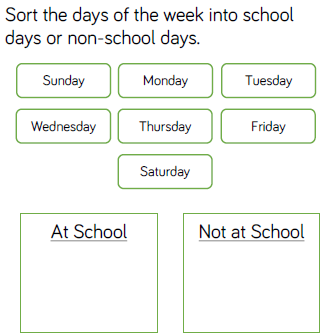 Sort the days of the week into school
days or non-school days.
Sunday Monday Tuesday
Wednesday Thursday Friday
Saturday
At School Not at School